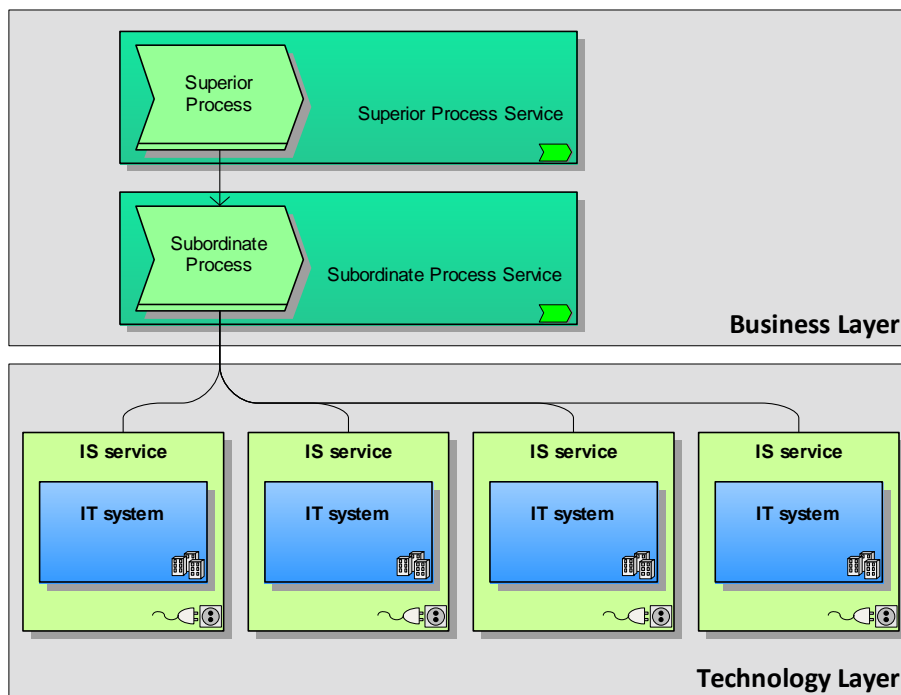 Superior
Process
Superior Process Service
Subordinate
Process
Subordinate Process Service
Business Layer
IS service
IS service
IS service
IS service
IT system
IT system
IT system
IT system
Technology Layer